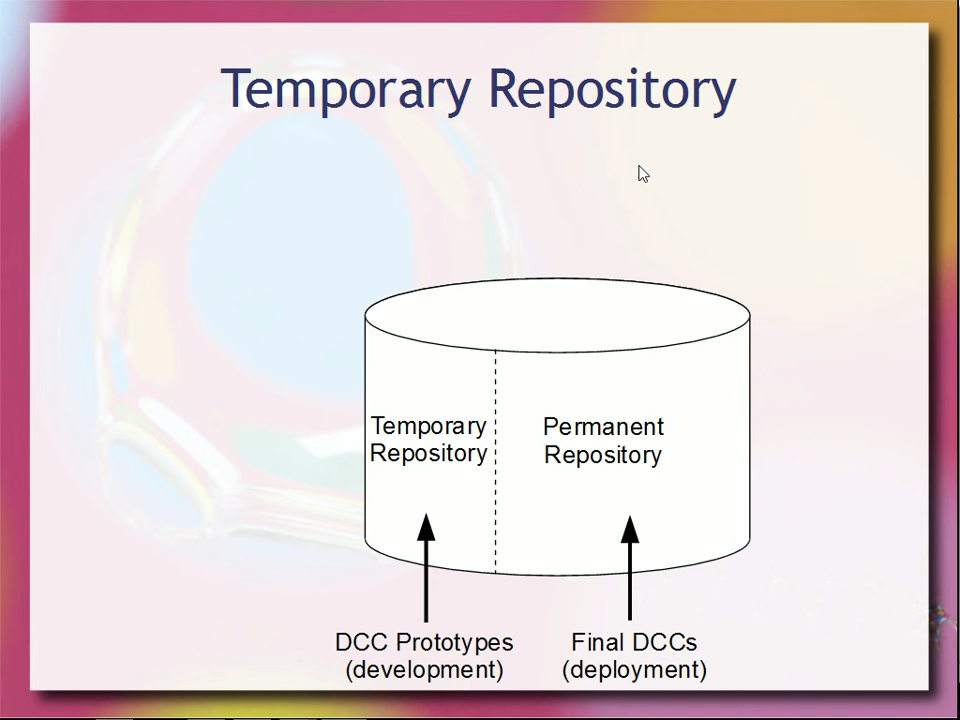 Temporary Repository
Temporary
Repository
Permanent
Repository
DCC Prototypes
(development)
Final DCCs
(deployment)